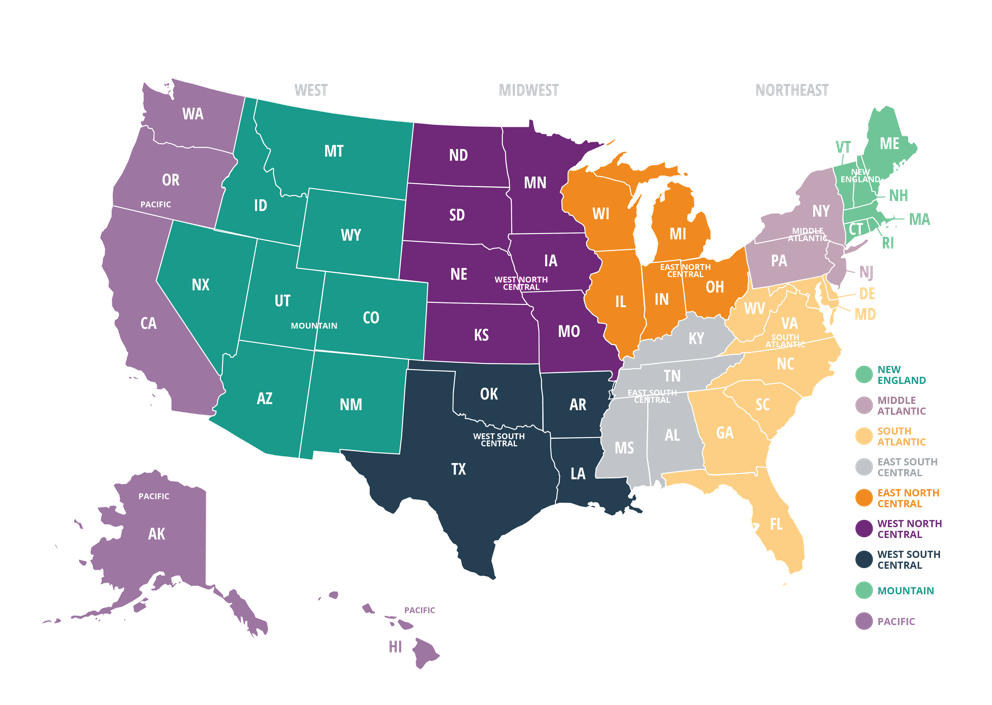 WEST
MIDWEST
NORTHEAST
WA
OR
PACIFIC
CA
MT
ID
WY
NX
UT
MOUNTAIN
CO
AZ
NM
ND
MN
SD
NE
IA
WEST NORTH
CENTRAL
KS
MO
OK
AR
WEST SOUTH
CENTRAL
TX
LA
WI
MI
EAST NORTH
CENTRAL
IL
IN
OH
KY
TN
EAST SOUTH
CENTRAL
MS
AL
VT
ME
NEW
ENGLAND
NH
MA
CT
RI
NY
MIDDLE
ATLANTIC
PA
NJ
DE
MD
WV
VA
SOUTH
ATLANTIC
NC
SC
GA
FL
PACIFIC
AK
PACIFIC
HI
NEW
ENGLAND
MIDDLE
ATLANTIC
SOUTH
ATLANTIC
EAST SOUTH
CENTRAL
EAST NORTH
CENTRAL
WEST NORTH
CENTRAL
WEST SOUTH
CENTRAL
MOUNTAIN
PACIFIC